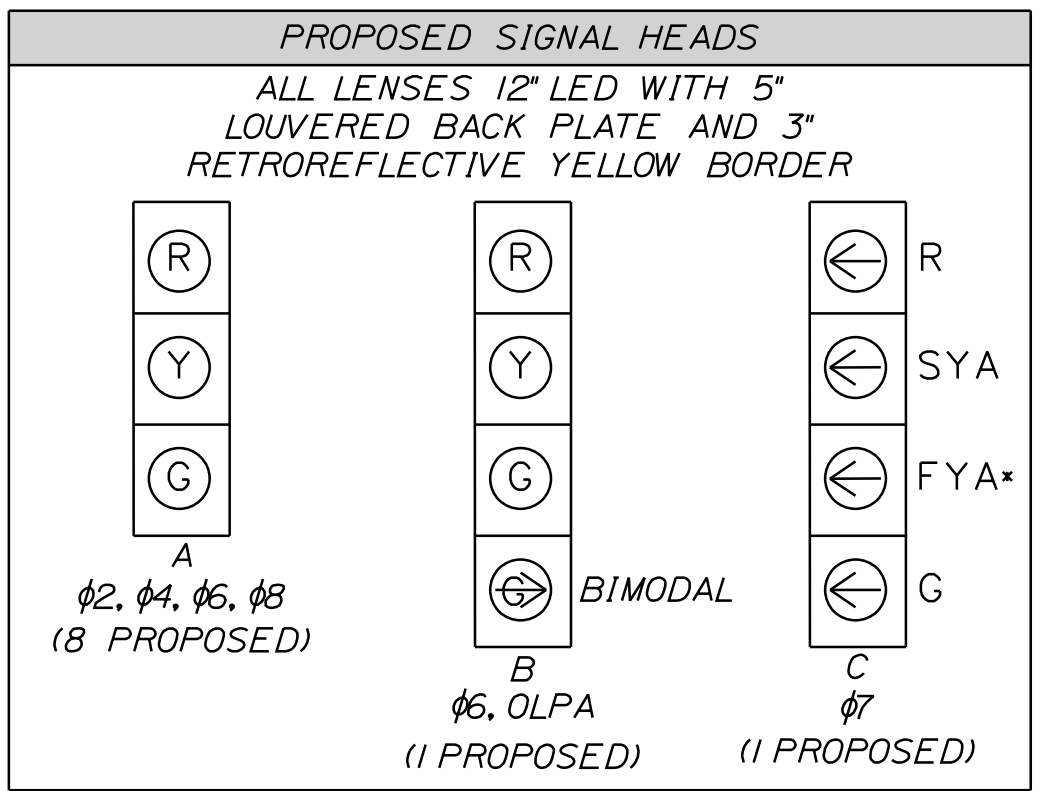 PROPOSED SIGNAL HEADS
ALL LENSES 12" LED WITH 5"
LOUVERED BACK PLATE AND 3"
RETROREFLECTIVE YELLOW BORDER
R
Y
G
A
ϕ2, ϕ4, ϕ6, ϕ8
(8 PROPOSED)
R
Y
G
G
BIMODAL
B
ϕ6, OLPA
(1 PROPOSED)
R
SYA
FYA*
G
C
ϕ7
(1 PROPOSED)